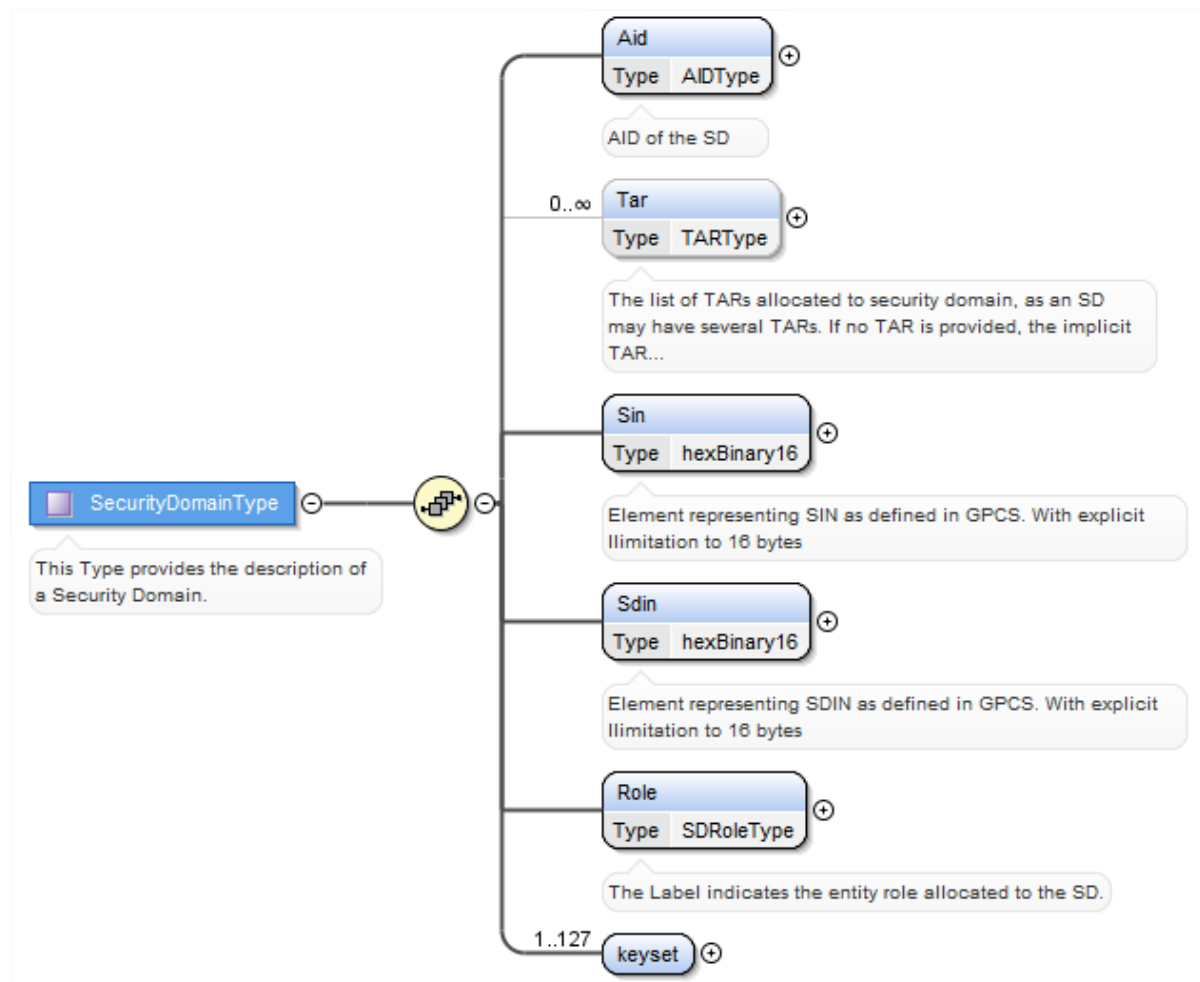 Aid
Type AIDType
AID of the SD
0..∞
Tar
Type TARType
The list of TARs allocated to security domain, as an SD
may have several TARs. If no TAR is provided, the implicit
TAR...
Sin
Type hexBinary16
Element representing SIN as defined in GPCS. With explicit
llimitation to 16 bytes
SecurityDomainType
This Type provides the description of
a Security Domain.
Sdin
Type hexBinary16
Element representing SDIN as defined in GPCS. With explicit
llimitation to 16 bytes
Role
Type SDRoleType
The Label indicates the entity role allocated to the SD.
1..127
keyset